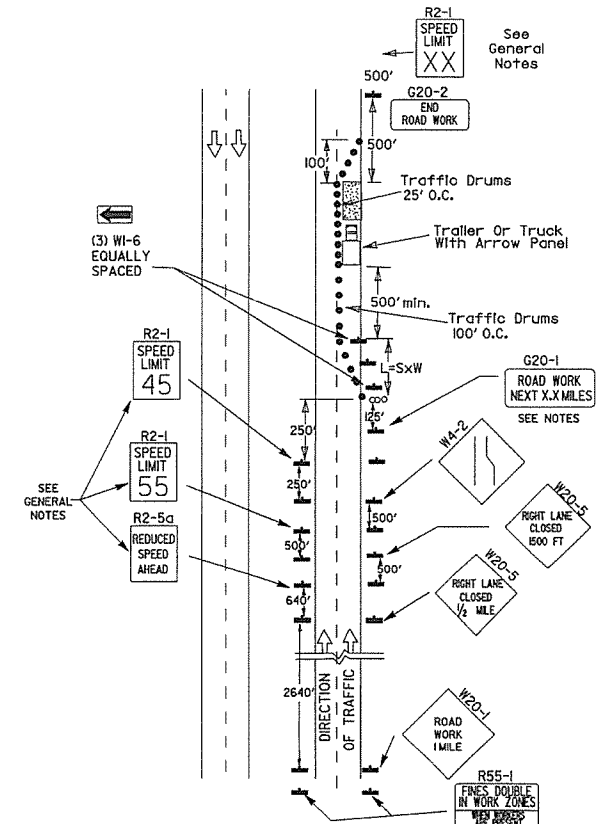 R2-1
SPEED
LIMIT
XX
See
General
Notes
500'
G20-2
END
ROAD WORK
500'
100'
Traffic Drums
25' O.C.
Trailer Or Truck
With Arrow Panel
(3) W1-6
EQUALLY
SPACED
500' min.
Traffic Drums
100' O.C.
R2-1
SPEED
LIMIT
45
L=SxW
G20-1
ROAD WORK
NEXT X.X MILES
SEE NOTES
125'
250'
W4-2
R2-1
SPEED
LIMIT
55
250'
500'
W20-5
RIGHT LANE
CLOSED
1500 FT
SEE
GENERAL
NOTES
R2-5a
REDUCED
SPEED
AHEAD
500'
500'
W20-5
RIGHT LANE
CLOSED
1/2 MILE
640'
2640'
DIRECTION
OF TRAFFIC
W20-1
ROAD
WORK
1 MILE
R55-1
FINES DOUBLE
IN WORK ZONES
WHEN WORKERS
ARE PRESENT